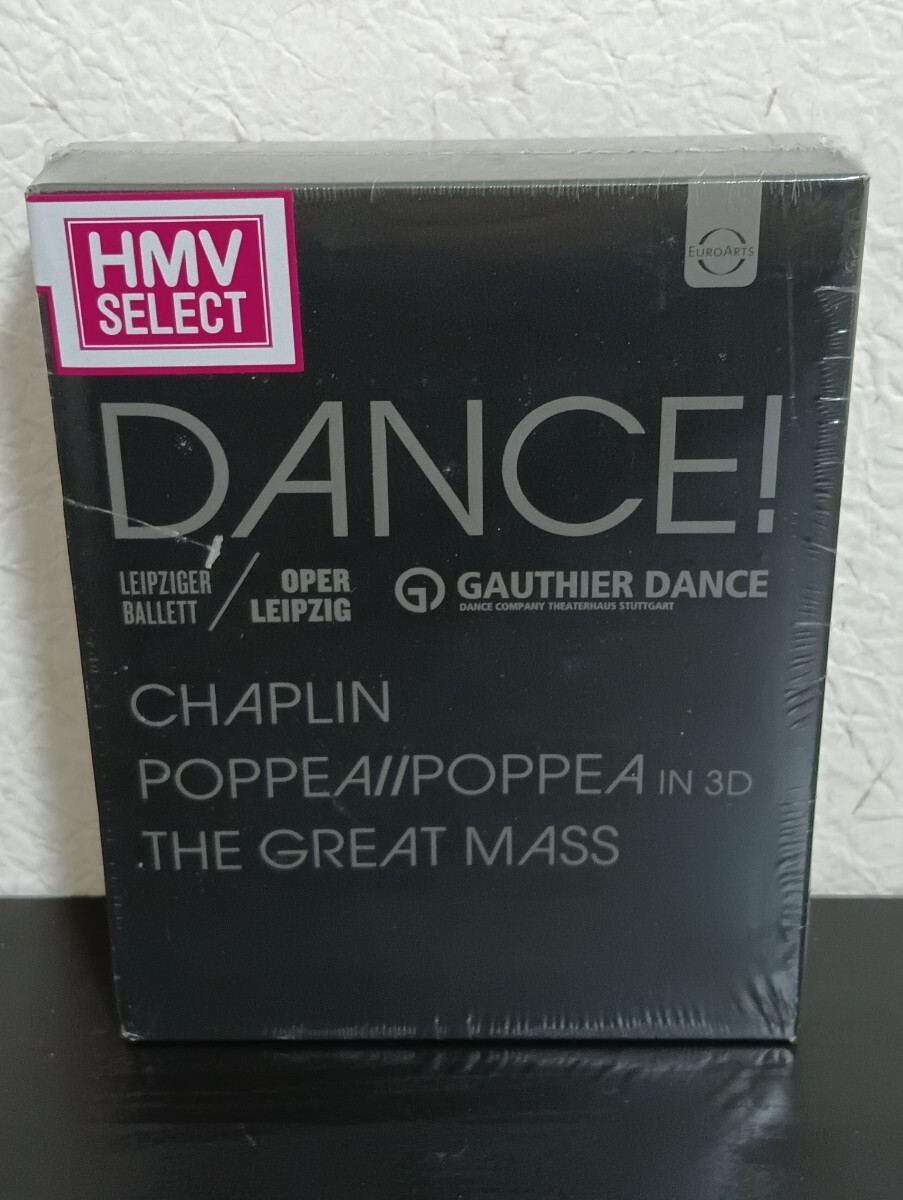 HMV
SELECT
EUROARTS
DANCE!
LEIPZIGER
BALLETT
OPER
LEIPZIG
GAUTHIER DANCE
DANCE COMPANY THEATERHAUS STUTTGART
CHAPLIN
POPPEA//POPPEA IN 3D
THE GREAT MASS